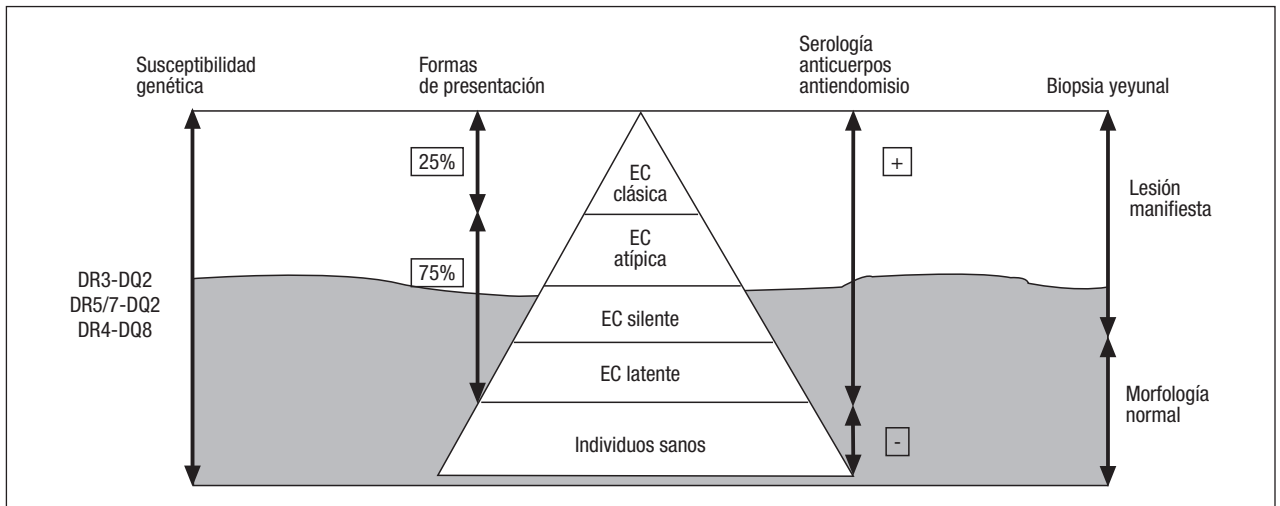 Susceptibilidad
genética
Formas
de presentación
Serología
anticuerpos
antiendomisio
Biopsia yeyunal
25%
EC
clásica
+
Lesión
manifiesta
75%
EC
atípica
DR3-DQ2
DR5/7-DQ2
DR4-DQ8
EC silente
EC latente
Morfología
normal
Individuos sanos
-